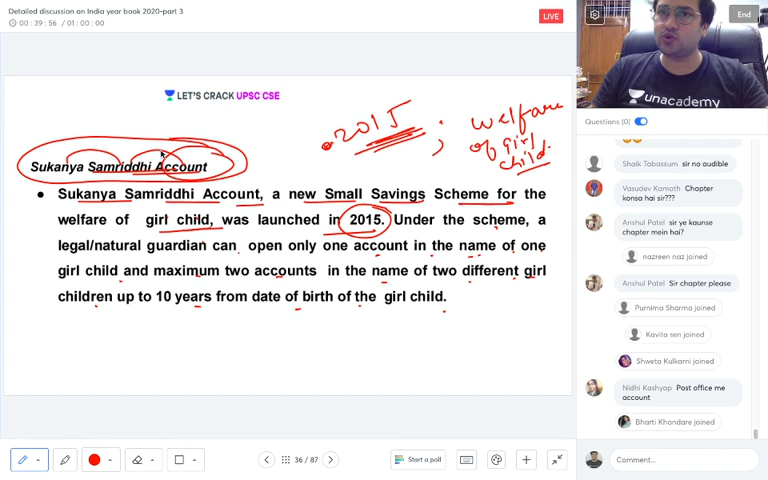 Detailed discussion on India year book 2020-part 3
00 : 39 : 56 / 01 : 00 : 00
LIVE
End
LET'S CRACK UPSC CSE
2015 ; welfare
of girl
child.
unacademy
Sukanya Samriddhi Account
• Sukanya Samriddhi Account, a new Small Savings Scheme for the
welfare of girl child, was launched in 2015. Under the scheme, a
legal/natural guardian can open only one account in the name of one
girl child and maximum two accounts in the name of two different girl
children up to 10 years from date of birth of the girl child.
Questions (0)
Shaik Tabassum sir no audible
Vasudev Kamath Chapter
konsa hai sir???
Anshul Patel sir ye kaunse
chapter mein hai?
nazreen naz joined
Anshul Patel Sir chapter please
Purnima Sharma joined
Kavita sen joined
Shweta Kulkarni joined
Nidhi Kashyap Post office me
account
Bharti Khandare joined
36 / 87
Start a poll
Comment...